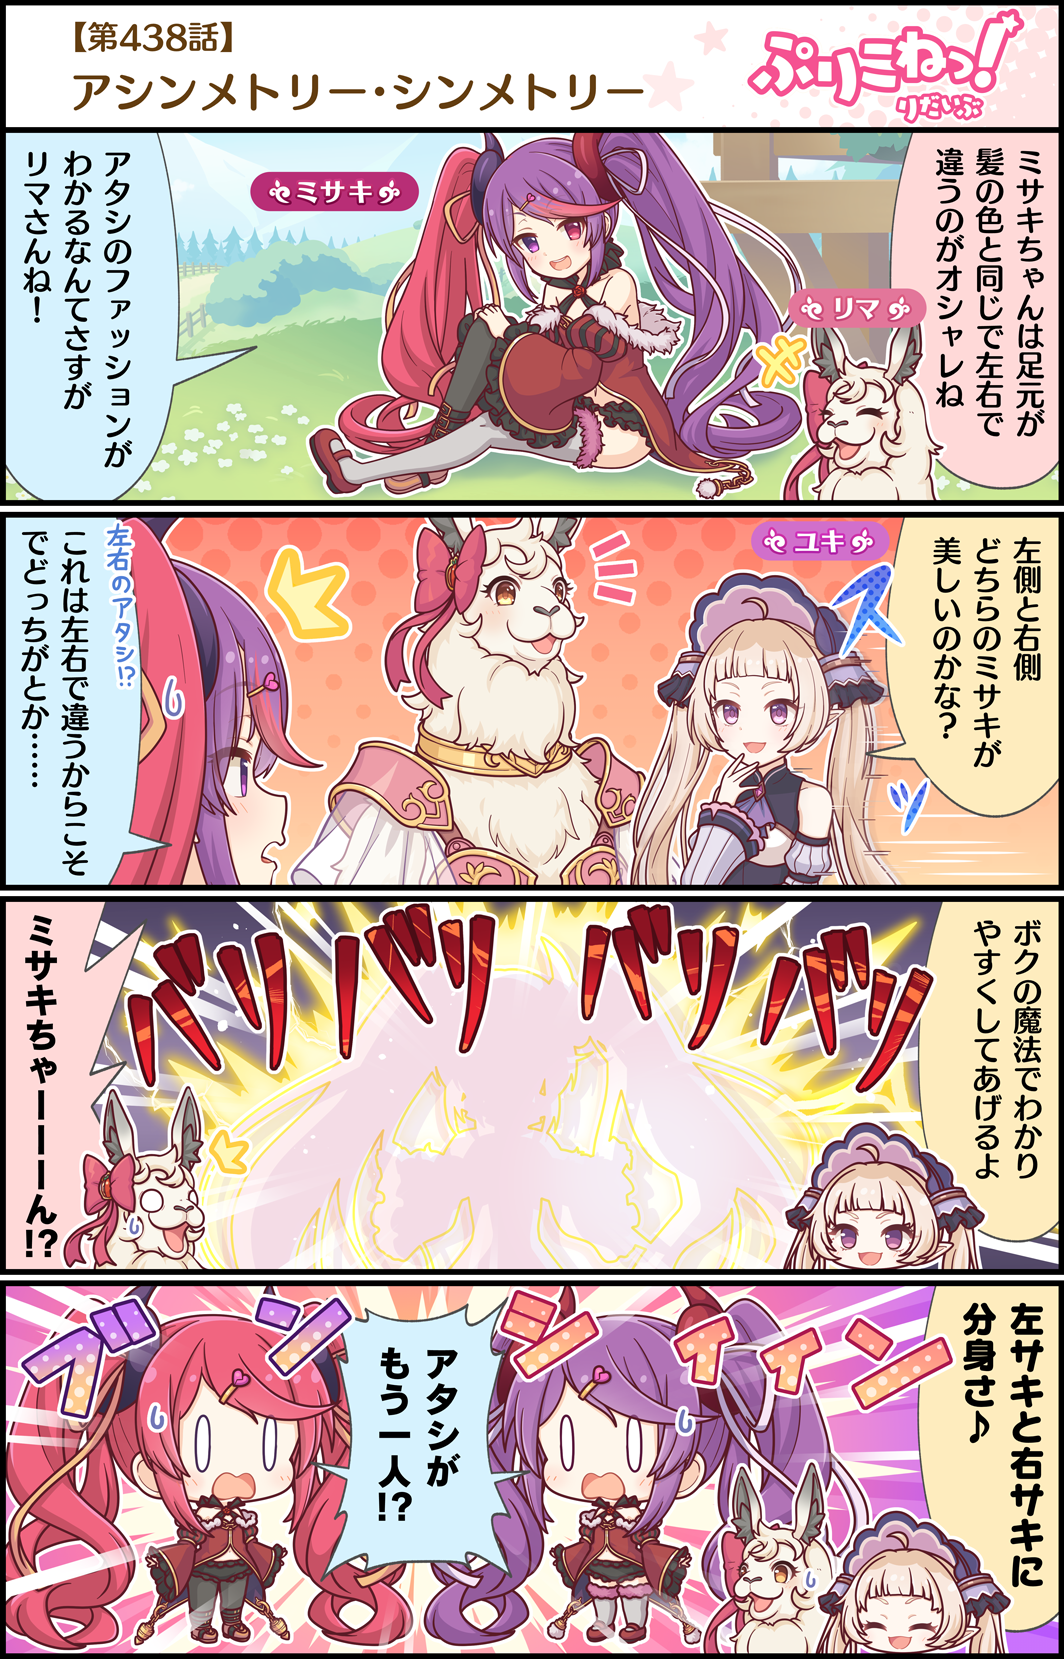 【第438話】
アシンメトリー・シンメトリー
ぷりこねっ!
りだいぶ
ミサキちゃんは足元が
髪の色と同じで左右で
違うのがオシャレね
リマ
ミサキ
アタシのファッションが
わかるなんてさすが
リマさんね!
左側と右側
どちらのミサキが
美しいのかな?
ユキ
左右のアタシ!?
これは左右で違うからこそ
でどっちがとか……
ボクの魔法でわかり
やすくしてあげるよ
バリバリバリバリッ
ミサキちゃーーーん!?
左サキと右サキに
分身さ♪
ブンシィィン
アタシが
もう一人!?